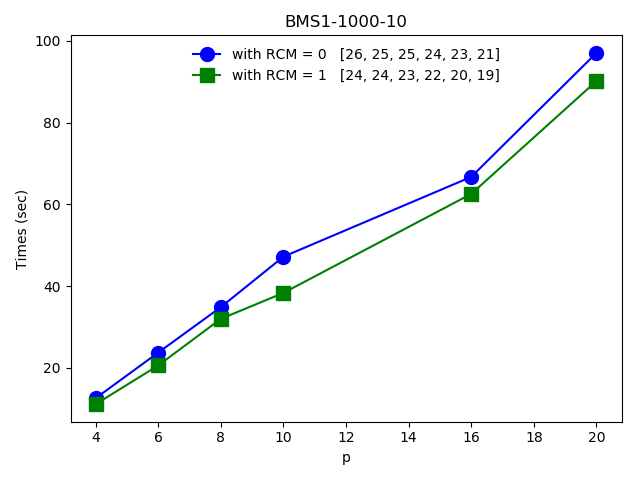 BMS1-1000-10
with RCM = 0 [26, 25, 25, 24, 23, 21]
with RCM = 1 [24, 24, 23, 22, 20, 19]
Times (sec)
100
80
60
40
20
4 6 8 10 12 14 16 18 20
p